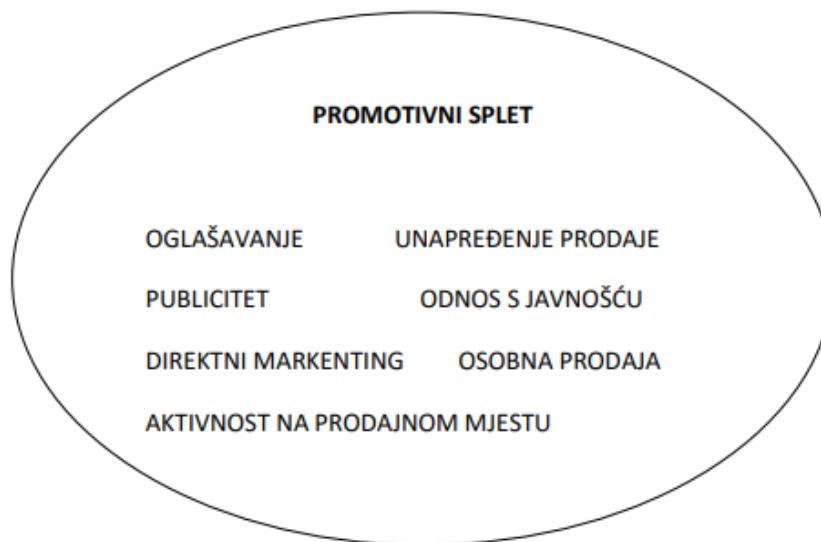 PROMOTIVNI SPLET
OGLAŠAVANJE UNAPREĐENJE PRODAJE
PUBLICITET ODNOS S JAVNOŠĆU
DIREKTNI MARKENTING OSOBNA PRODAJA
AKTIVNOST NA PRODAJNOM MJESTU